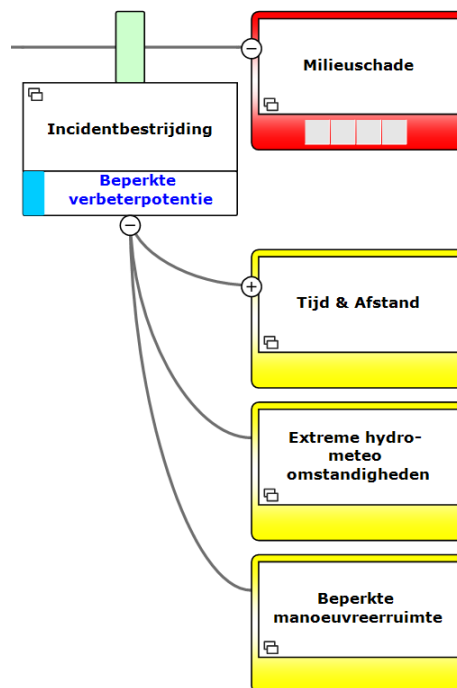 Milieuschade
Incidentbestrijding
Beperkte
verbeterpotentie
Tijd & Afstand
Extreme hydro-
meteo
omstandigheden
Beperkte
manoeuvreerruimte